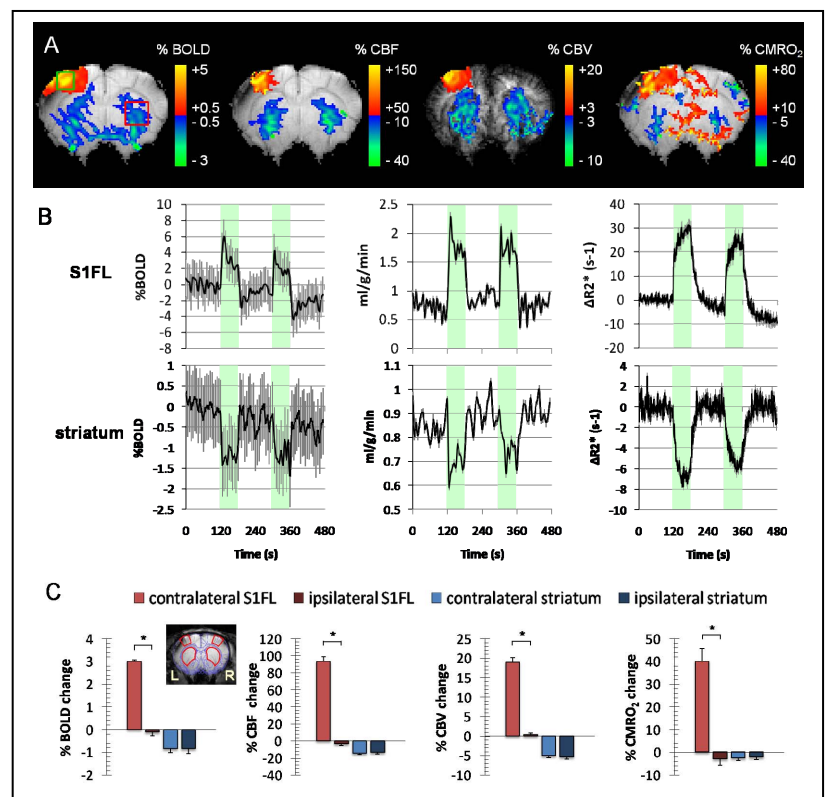 A
% BOLD % CBF % CBV % CMRO₂
+5 +150 +20 +80
+0.5 +50 +3 +10
- 0.5 - 10 - 3 - 5
- 3 - 40 - 10 - 40
B
S1FL
%BOLD
10
8
6
4
2
0
-2
-4
-6
-8
ml/g/min
2.5
2
1.5
1
0.5
0
ΔR2* (s-1)
40
30
20
10
0
-10
-20
striatum
%BOLD
1
0.5
0
-0.5
-1
-1.5
-2
-2.5
0 120 240 360 480
Time (s)
ml/g/min
1.1
1
0.9
0.8
0.7
0.6
0.5
0 120 240 360 480
Time (s)
ΔR2* (s-1)
4
2
0
-2
-4
-6
-8
-10
0 120 240 360 480
Time (s)
C
contralateral S1FL ipsilateral S1FL contralateral striatum ipsilateral striatum
% BOLD change
4
3
2
1
0
-1
-2
*
L R
% CBF change
120
100
80
60
40
20
0
-20
-40
*
% CBV change
25
20
15
10
5
0
-5
-10
*
% CMRO₂ change
50
40
30
20
10
0
-10
*